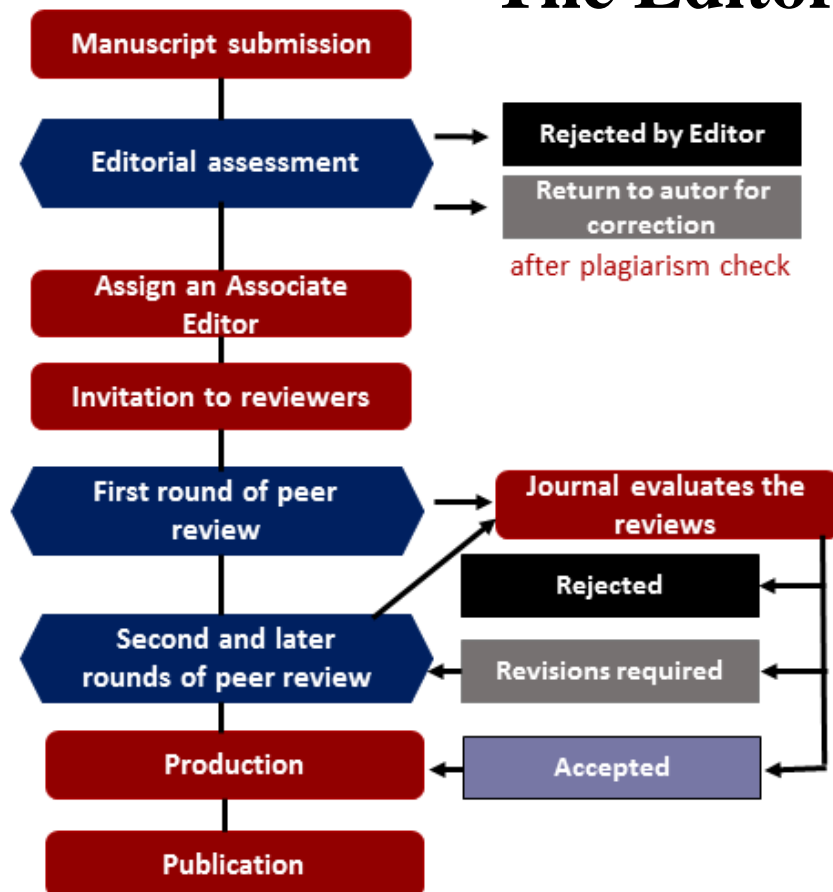 The Editor
Manuscript submission
Editorial assessment
Rejected by Editor
Return to autor for
correction
after plagiarism check
Assign an Associate
Editor
Invitation to reviewers
First round of peer
review
Journal evaluates the
reviews
Rejected
Second and later
rounds of peer review
Revisions required
Production
Accepted
Publication